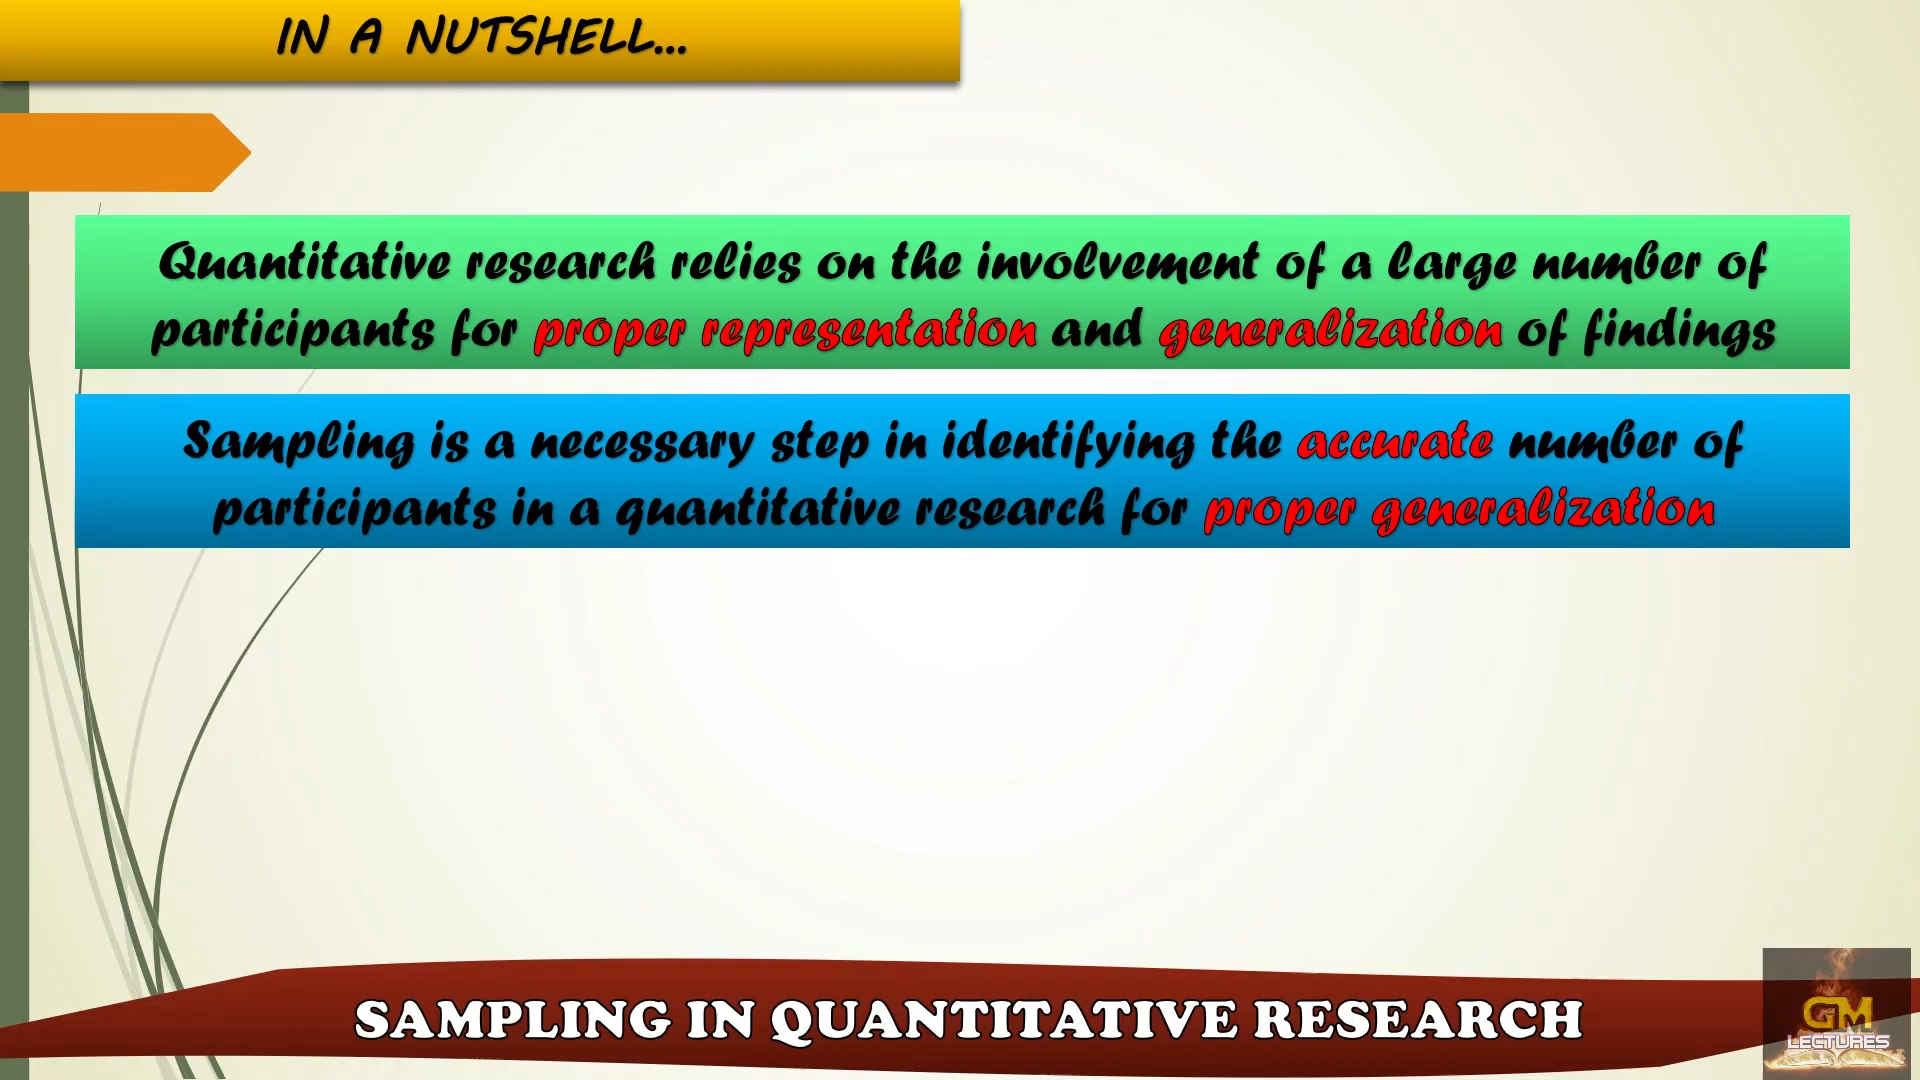 IN A NUTSHELL...
Quantitative research relies on the involvement of a large number of
participants for proper representation and generalization of findings
Sampling is a necessary step in identifying the accurate number of
participants in a quantitative research for proper generalization
SAMPLING IN QUANTITATIVE RESEARCH
GM
LECTURES